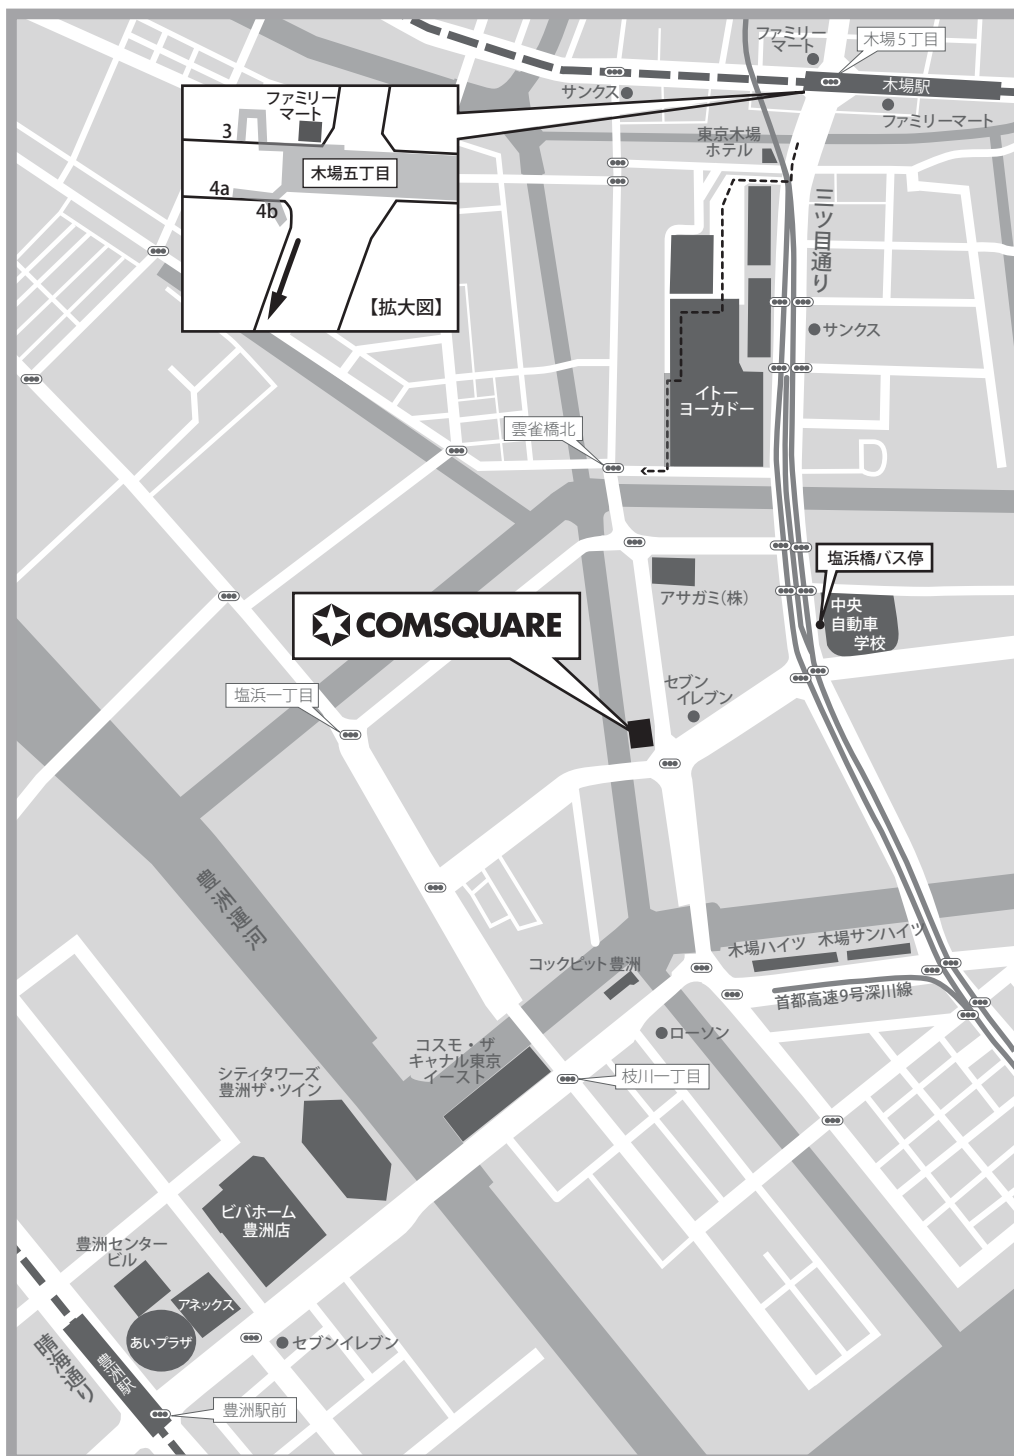 ファミリー
マート
木場5丁目
木場駅
サンクス
ファミリーマート
東京木場
ホテル
ファミリー
マート
3
木場五丁目
4a
4b
【拡大図】
三ツ目通り
サンクス
イトー
ヨーカドー
雲雀橋北
塩浜橋バス停
アサガミ(株)
中央
自動車
学校
COMSQUARE
塩浜一丁目
セブン
イレブン
豊洲運河
木場ハイツ
木場サンハイツ
コックピット豊洲
首都高速9号深川線
ローソン
コスモ・ザ
キャナル東京
イースト
枝川一丁目
シティタワーズ
豊洲ザ・ツイン
ビバホーム
豊洲店
豊洲センター
ビル
アネックス
あいプラザ
セブンイレブン
晴海通り
豊洲駅
豊洲駅前